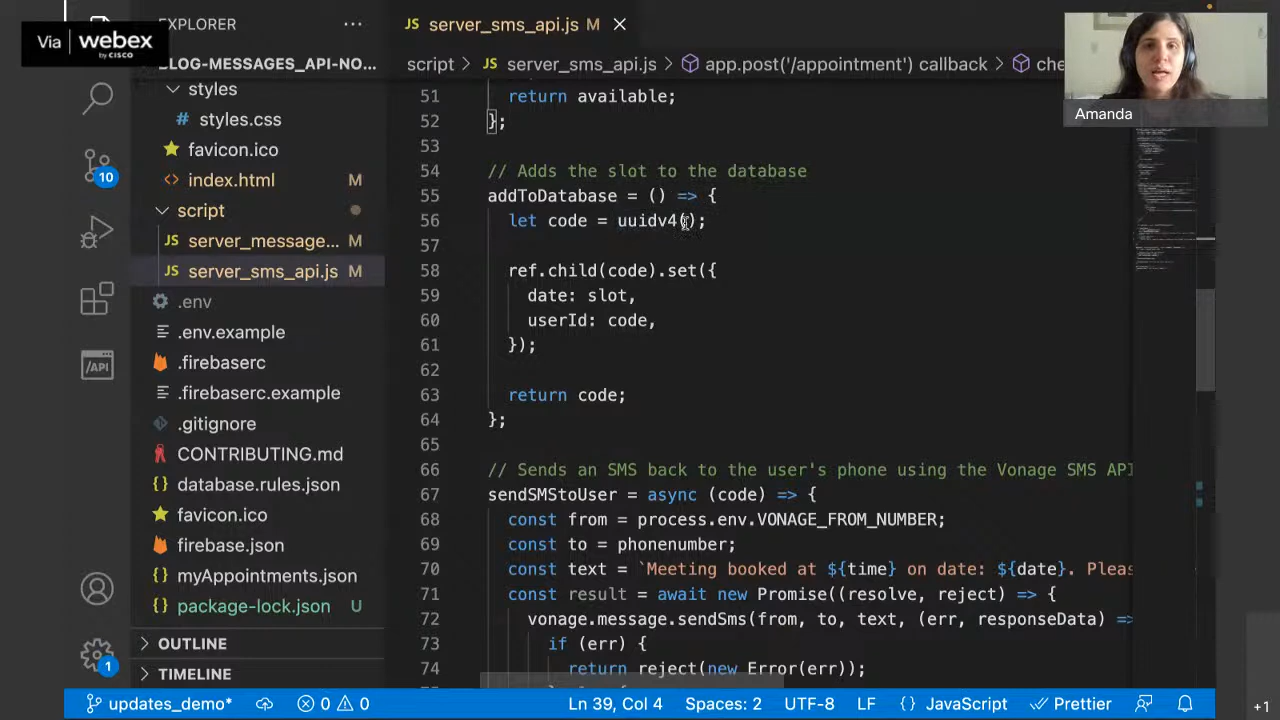 Via webex
by CISCO
EXPLORER
JS server_sms_api.js M
BLOG-MESSAGES_API-NO...
script > JS server_sms_api.js > app.post('/appointment') callback > che
Amanda
styles
# styles.css
favicon.ico
index.html M
script
JS server_message... M
JS server_sms_api.js M
.env
.env.example
.firebaserc
.firebaserc.example
.gitignore
CONTRIBUTING.md
database.rules.json
favicon.ico
firebase.json
{} myAppointments.json
{} package-lock.json U
OUTLINE
TIMELINE
10
/API
1
51 return available;
52 };
53
54 // Adds the slot to the database
55 addToDatabase = () => {
56 let code = uuidv4();
57
58 ref.child(code).set({
59 date: slot,
60 userId: code,
61 });
62
63 return code;
64 };
65
66 // Sends an SMS back to the user's phone using the Vonage SMS API
67 sendSMStoUser = async (code) => {
68 const from = process.env.VONAGE_FROM_NUMBER;
69 const to = phonenumber;
70 const text = `Meeting booked at ${time} on date: ${date}. Pleas
71 const result = await new Promise((resolve, reject) => {
72 vonage.message.sendSms(from, to, text, (err, responseData) =>
73 if (err) {
74 return reject(new Error(err));
updates_demo* 0 0 Ln 39, Col 4 Spaces: 2 UTF-8 LF {} JavaScript Prettier
+1